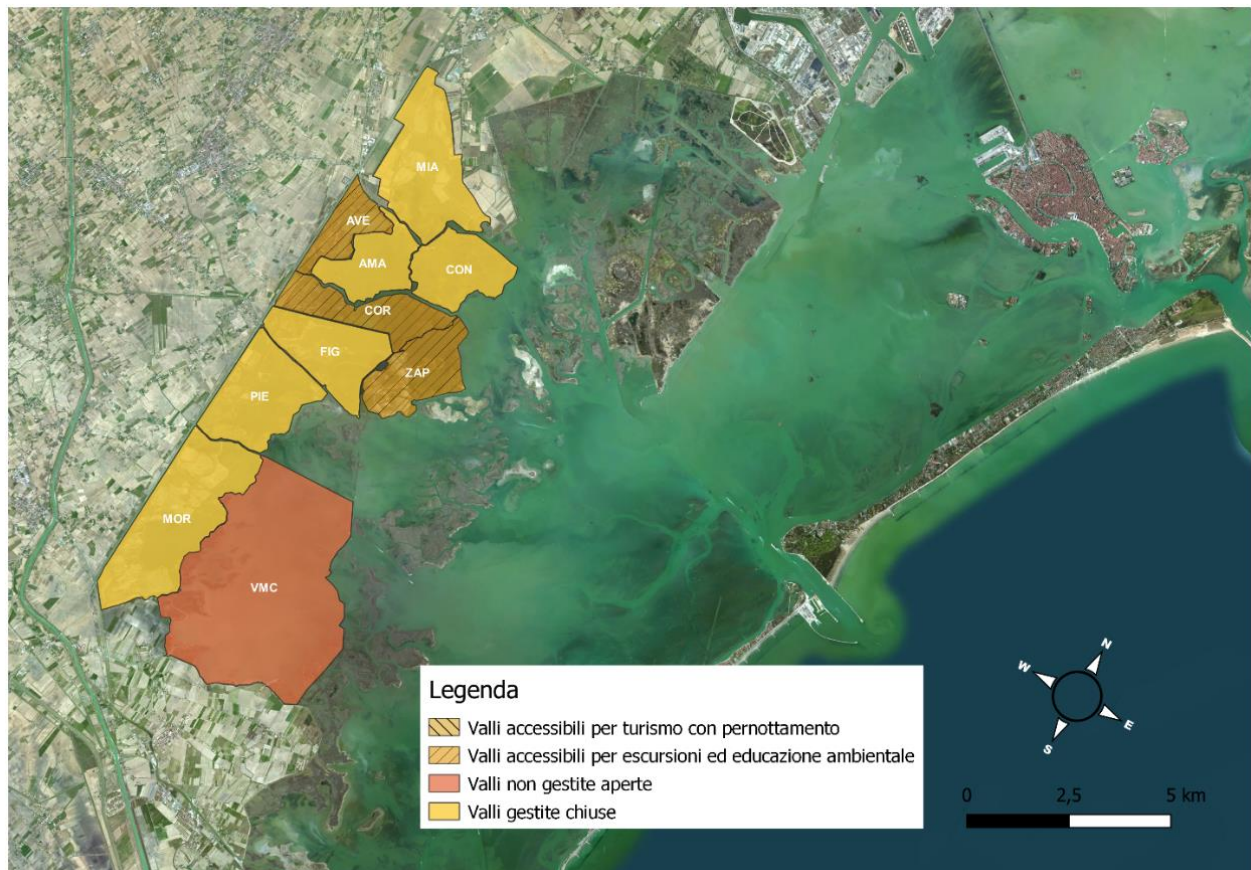 MIA
AVE
AMA
CON
COR
FIG
ZAP
PIE
MOR
VMC
Legenda
Valli accessibili per turismo con pernottamento
Valli accessibili per escursioni ed educazione ambientale
Valli non gestite aperte
Valli gestite chiuse
N
W
E
S
0 2,5 5 km